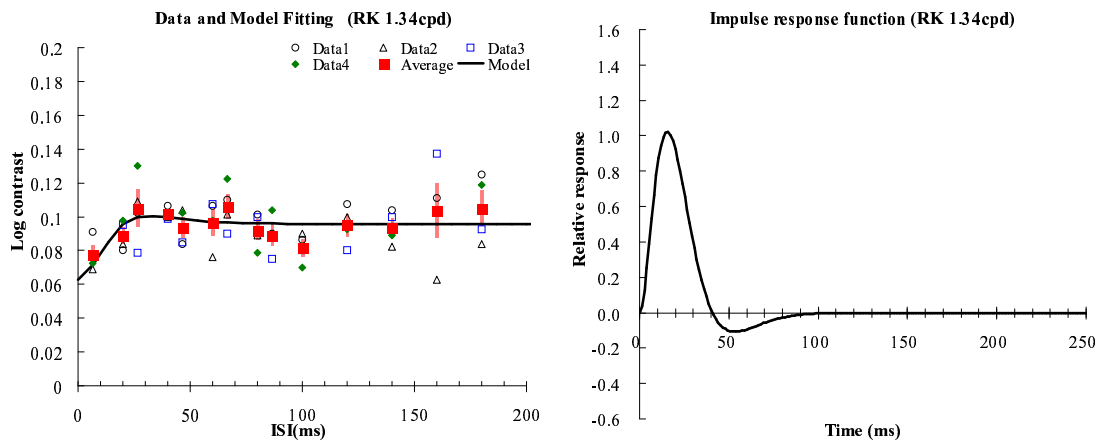 Data and Model Fitting (RK 1.34cpd)
Data1 Data2 Data3
Data4 Average Model
0.2
0.18
0.16
0.14
0.12
0.1
0.08
0.06
0.04
0.02
0
Log contrast
0 50 100 150 200
ISI(ms)
Impulse response function (RK 1.34cpd)
1.6
1.4
1.2
1.0
0.8
0.6
0.4
0.2
0.0
-0.2
-0.4
-0.6
Relative response
0 50 100 150 200 250
Time (ms)